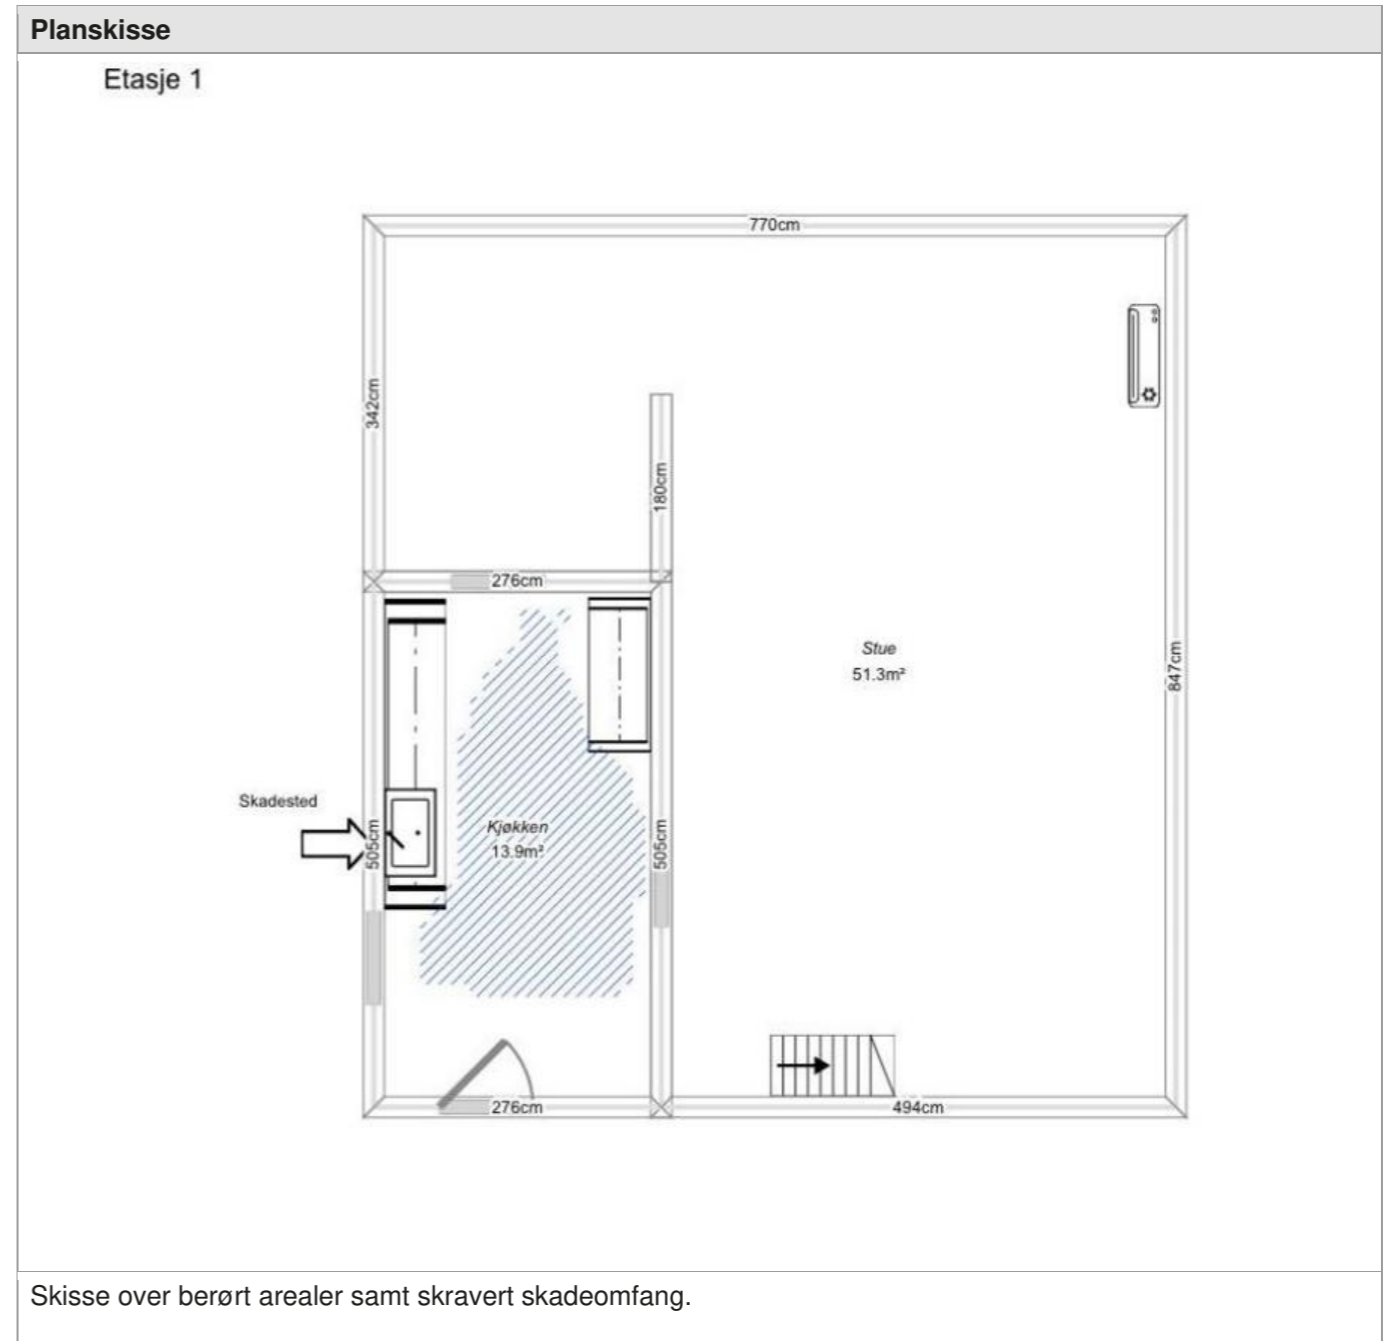 Planskisse
Etasje 1
770cm
342cm
180cm
276cm
Stue
51.3m²
847cm
Skadested
505cm
Kjøkken
13.9m²
505cm
276cm
494cm
Skisse over berørt arealer samt skravert skadeomfang.